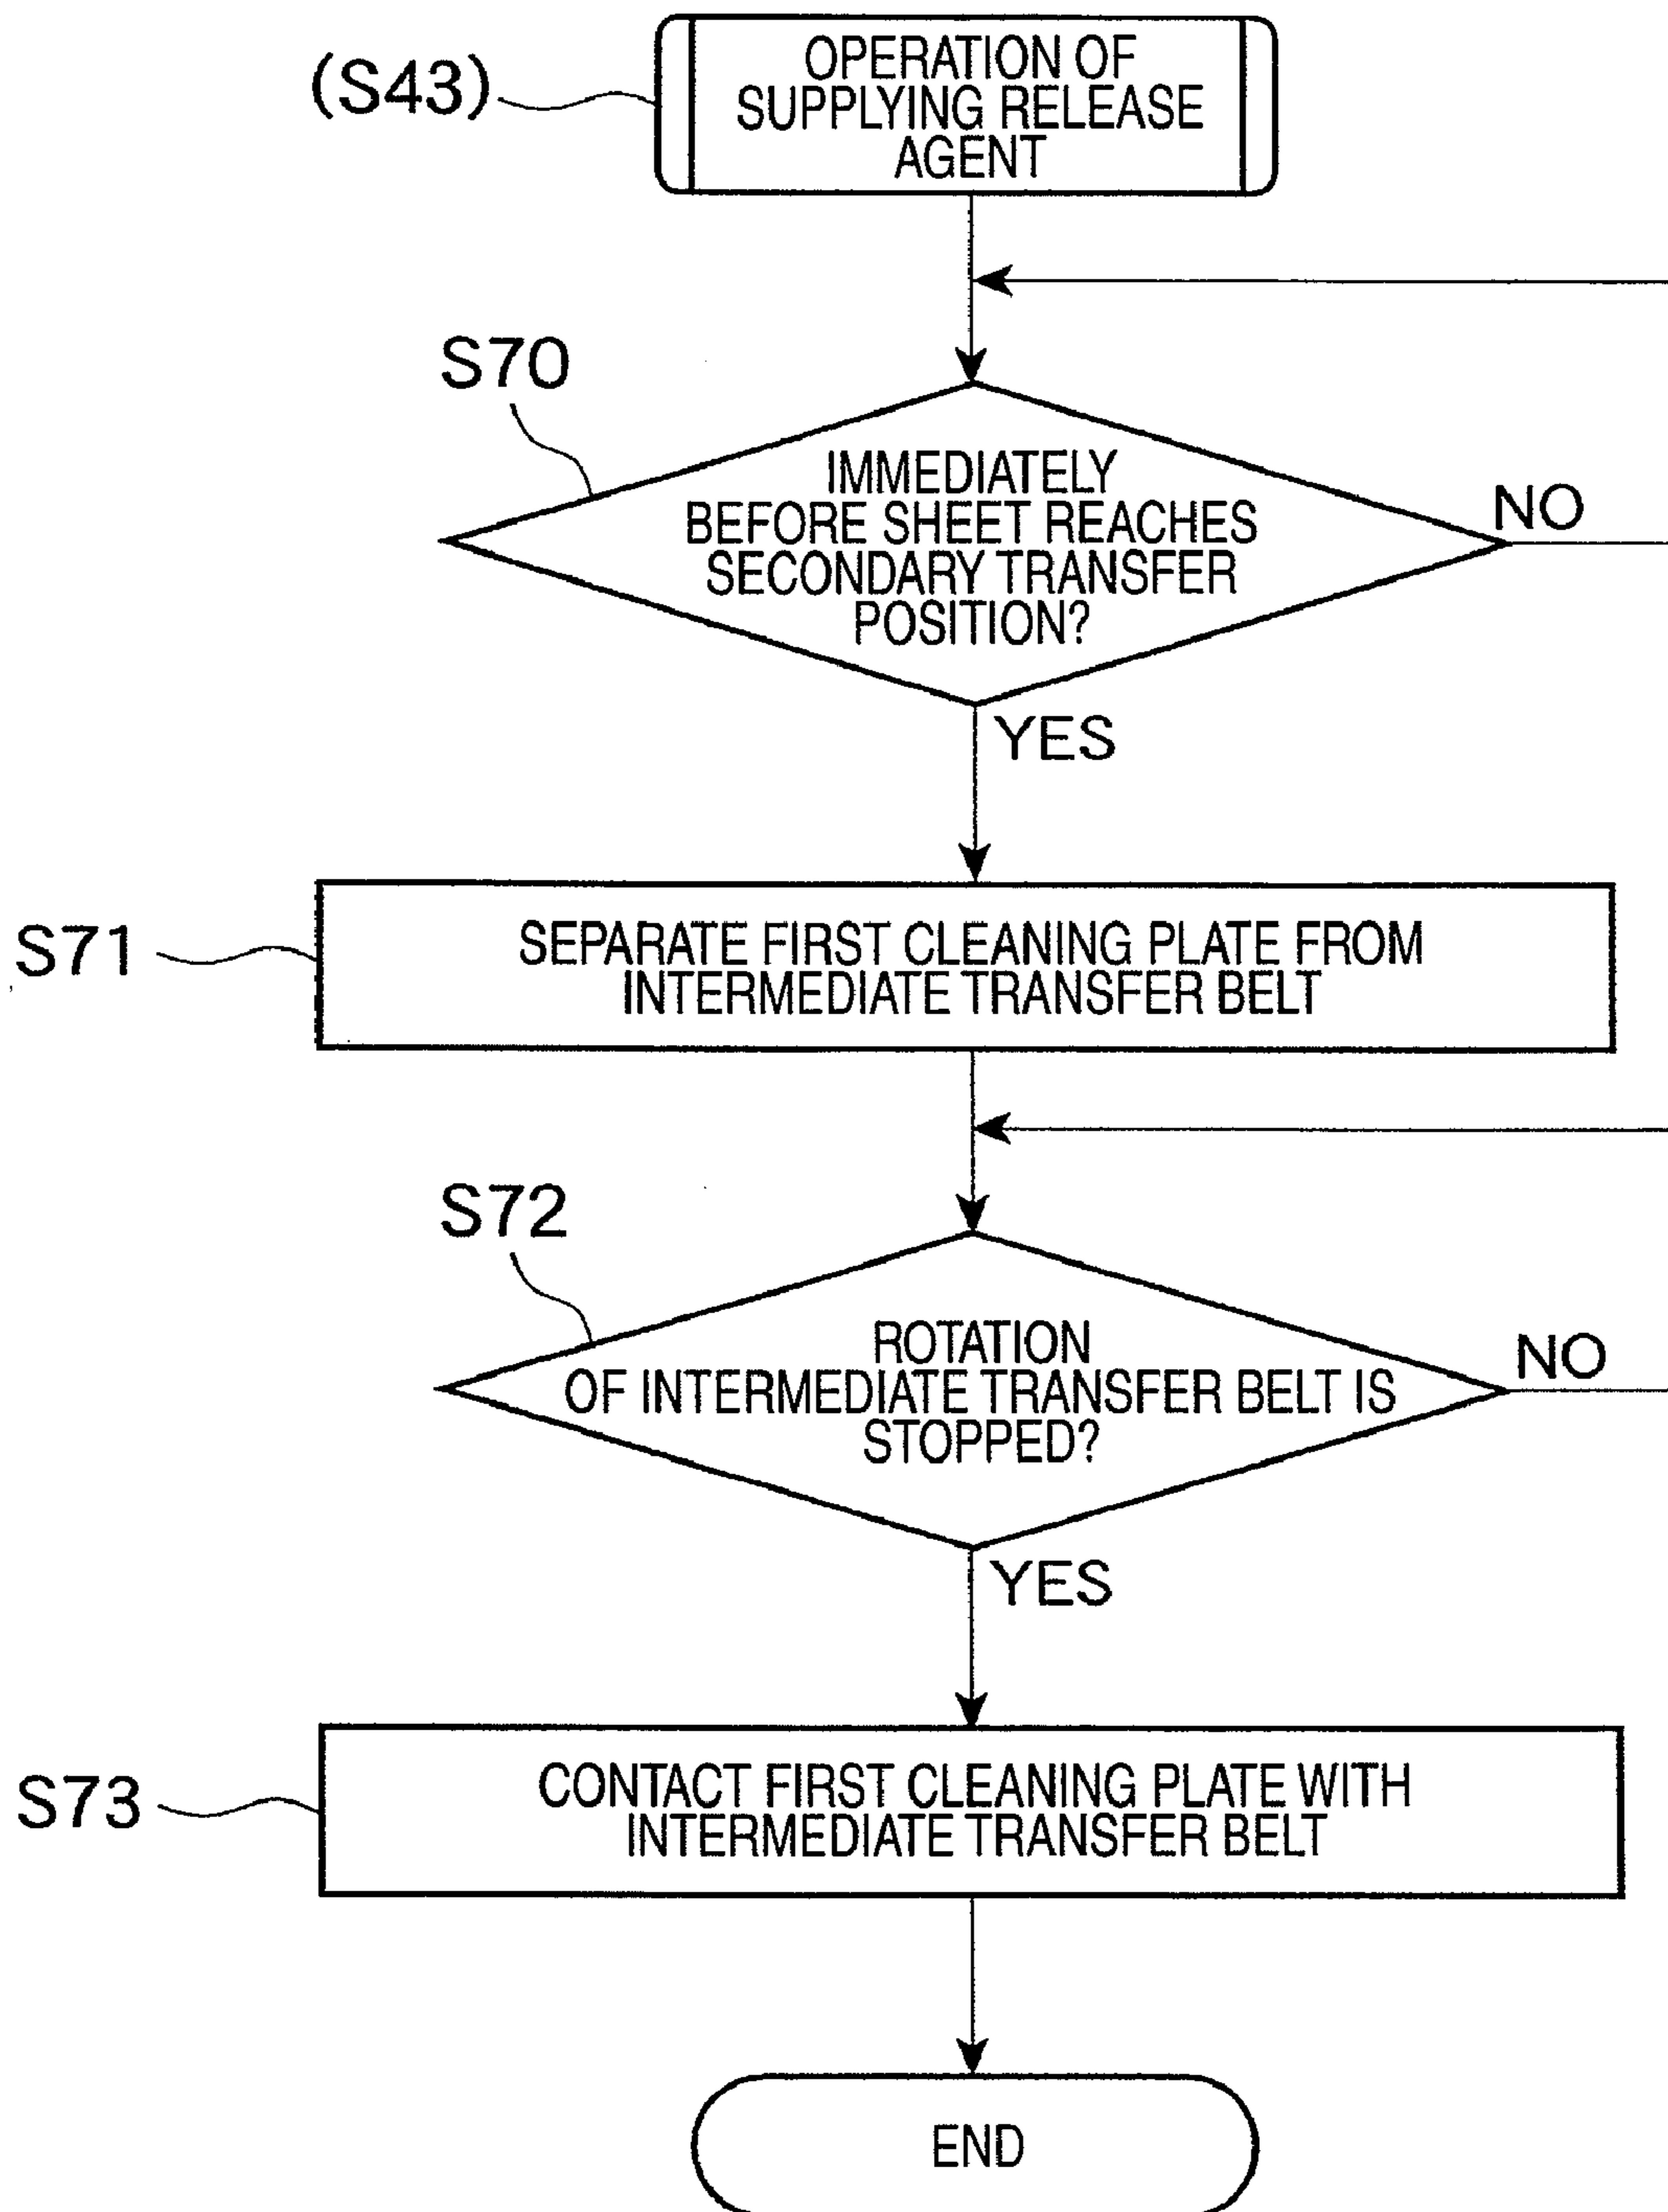 (S43)
OPERATION OF
SUPPLYING RELEASE
AGENT
S70
IMMEDIATELY
BEFORE SHEET REACHES
SECONDARY TRANSFER
POSITION?
NO
YES
S71
SEPARATE FIRST CLEANING PLATE FROM
INTERMEDIATE TRANSFER BELT
S72
ROTATION
OF INTERMEDIATE TRANSFER BELT IS
STOPPED?
NO
YES
S73
CONTACT FIRST CLEANING PLATE WITH
INTERMEDIATE TRANSFER BELT
END